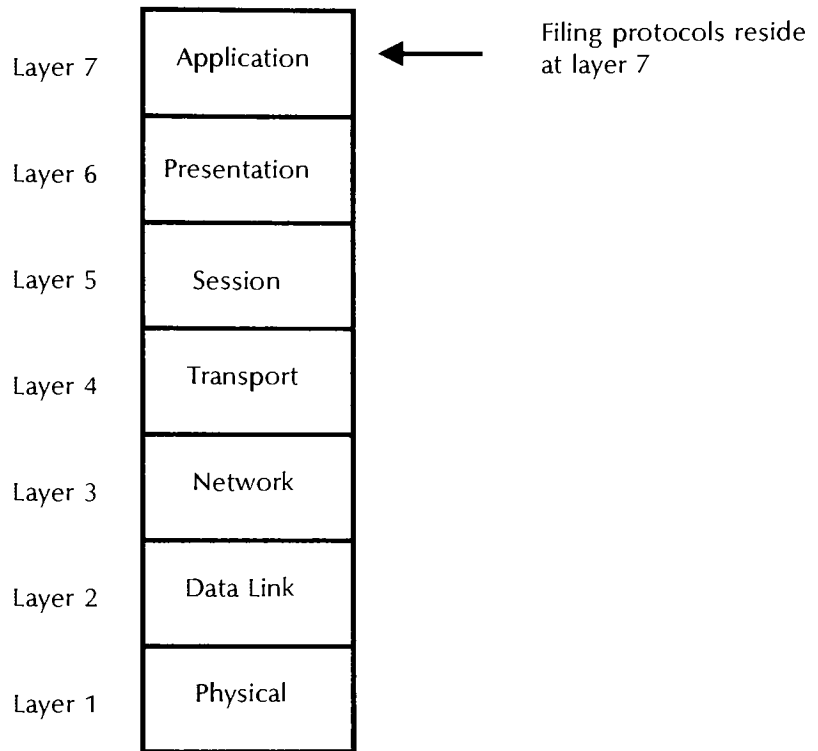 Layer 7
Application
Filing protocols reside
at layer 7
Layer 6
Presentation
Layer 5
Session
Layer 4
Transport
Layer 3
Network
Layer 2
Data Link
Layer 1
Physical